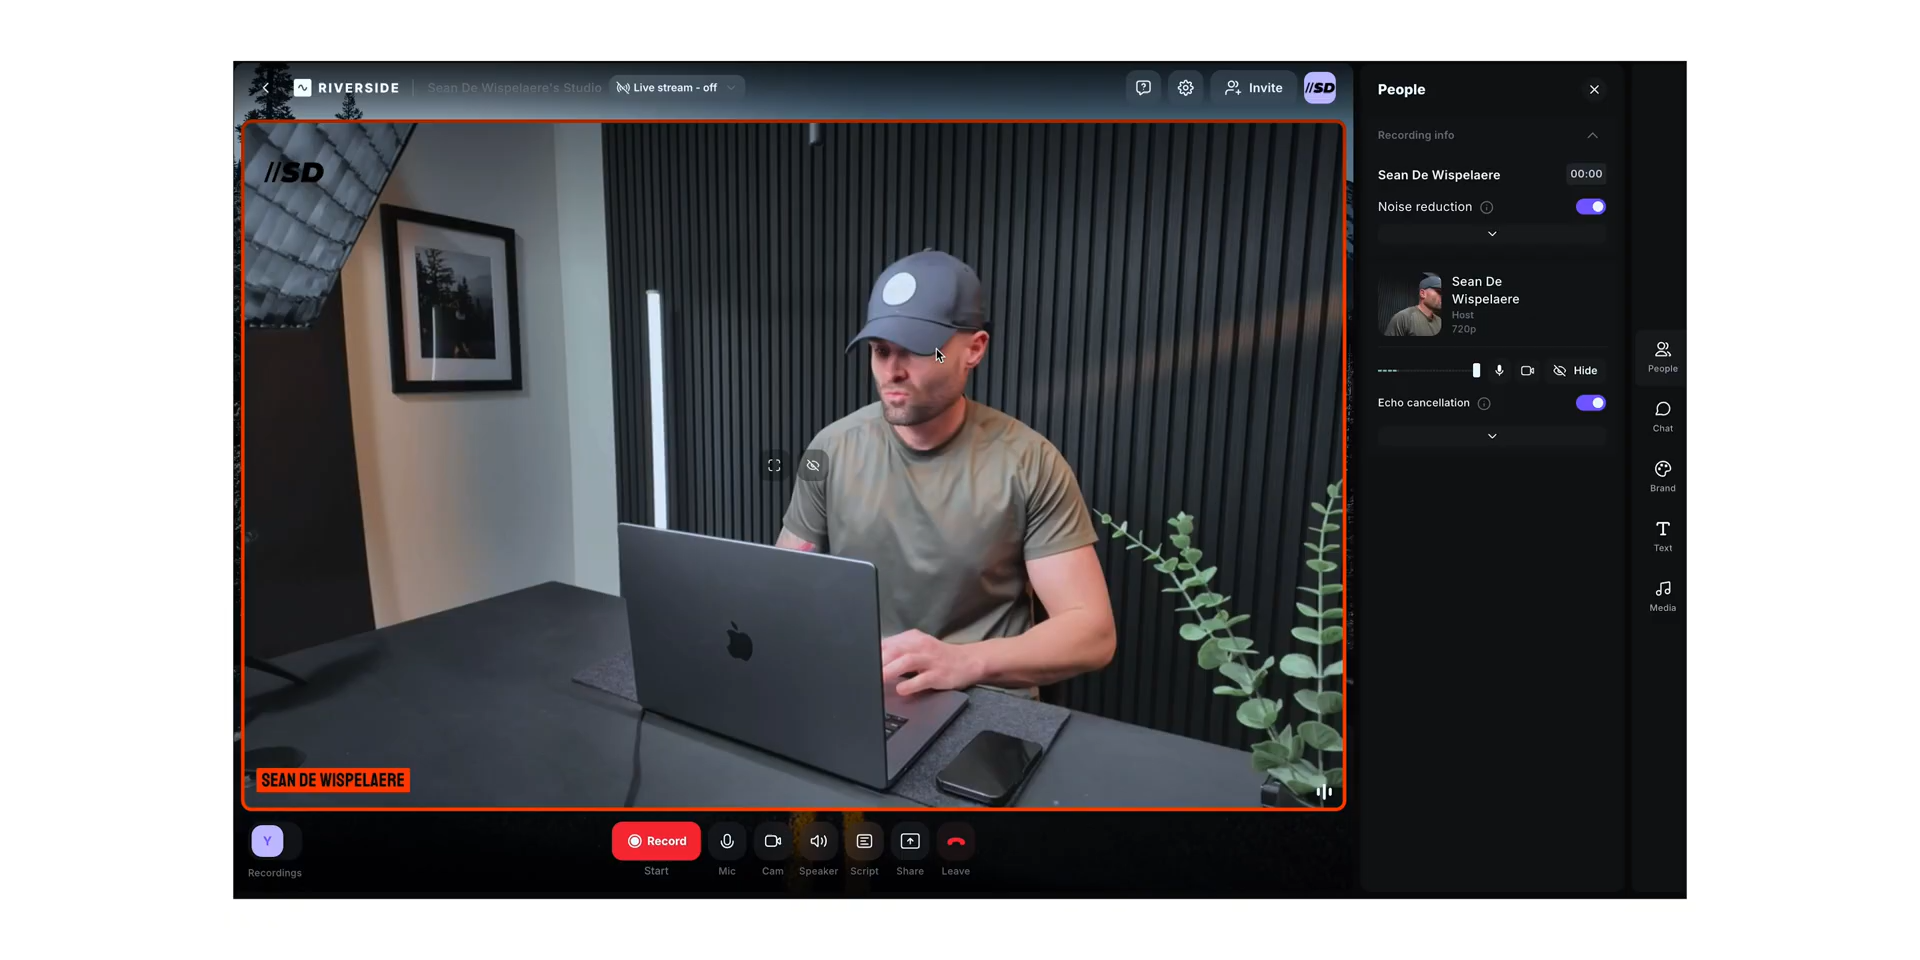 RIVERSIDE
Sean De Wispelaere's Studio
Live stream - off
Invite
//SD
//SD
SEAN DE WISPELAERE
Y
Recordings
Record
Start
Mic
Cam
Speaker
Script
Share
Leave
People
Recording info
Sean De Wispelaere
00:00
Noise reduction
Sean De
Wispelaere
Host
720p
Hide
Echo cancellation
People
Chat
Brand
Text
Media